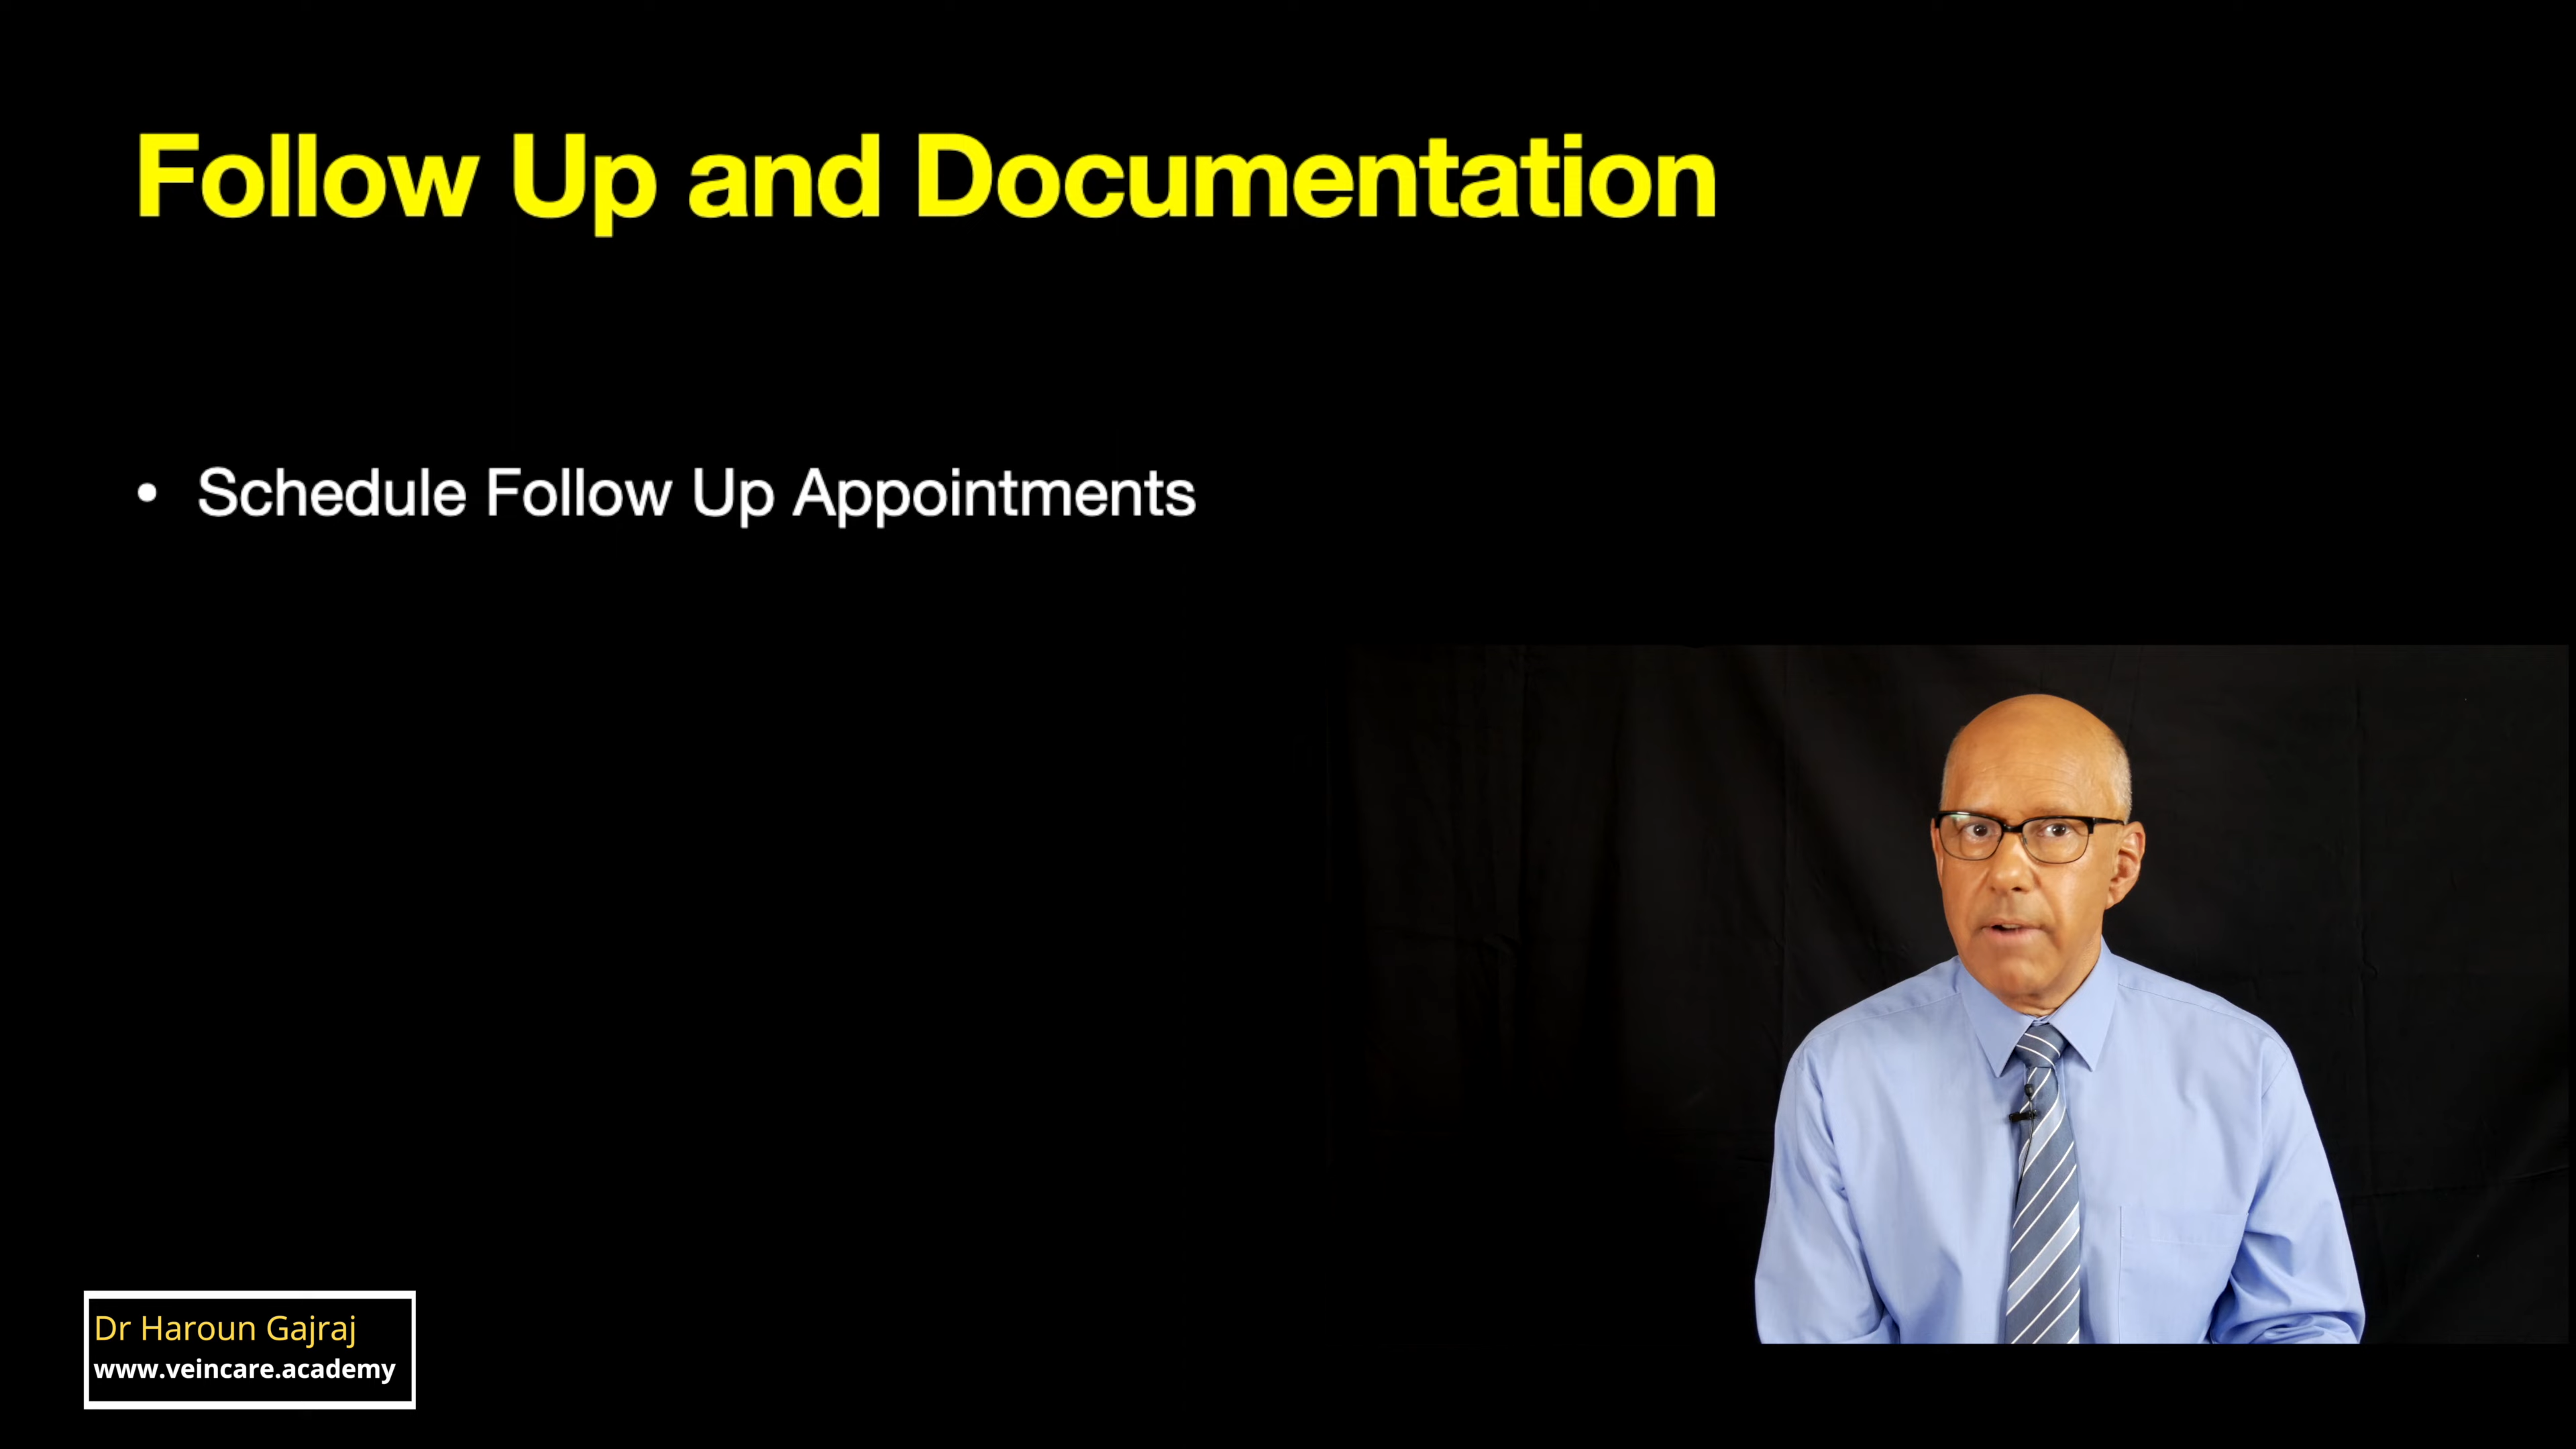 Follow Up and Documentation
• Schedule Follow Up Appointments
Dr Haroun Gajraj
www.veincare.academy